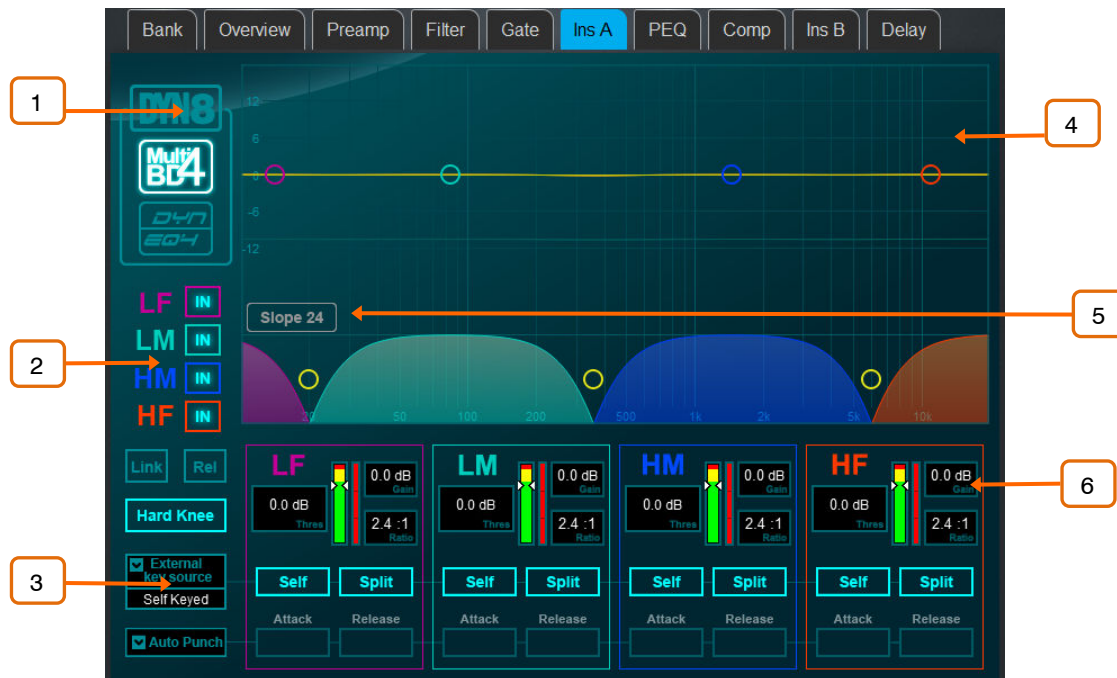 Bank Overview Preamp Filter Gate Ins A PEQ Comp Ins B Delay
1
DYN8
Multi
BD4
DYN
EQ4
12
6
0
-6
-12
4
LF IN
LM IN
HM IN
HF IN
2
Slope 24
5
20 50 100 200 500 1k 2k 5k 10k
Link Rel
Hard Knee
External
key source
Self Keyed
Auto Punch
3
LF
0.0 dB
Thres
0.0 dB
Gain
2.4 :1
Ratio
Self Split
Attack Release
LM
0.0 dB
Thres
0.0 dB
Gain
2.4 :1
Ratio
Self Split
Attack Release
HM
0.0 dB
Thres
0.0 dB
Gain
2.4 :1
Ratio
Self Split
Attack Release
HF
0.0 dB
Thres
0.0 dB
Gain
2.4 :1
Ratio
Self Split
Attack Release
6